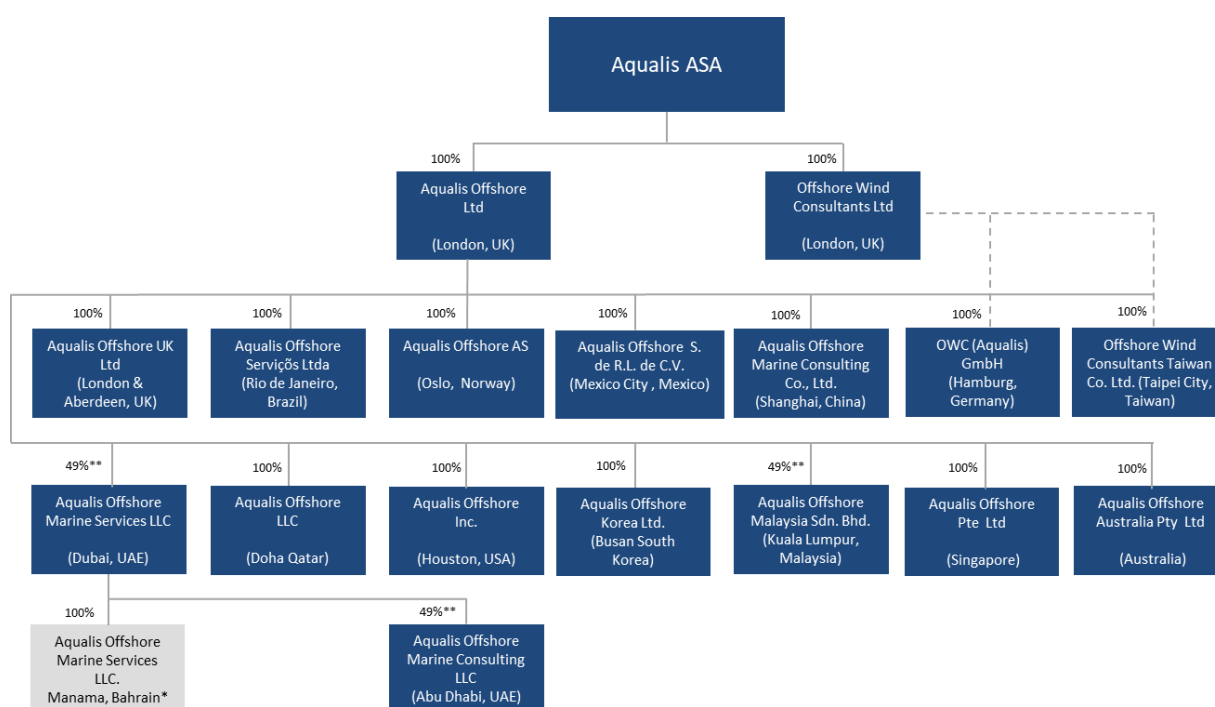 Aqualis ASA
100%
100%
Aqualis Offshore
Ltd
(London, UK)
Offshore Wind
Consultants Ltd
(London, UK)
100%
100%
100%
100%
100%
100%
100%
Aqualis Offshore UK
Ltd
(London &
Aberdeen, UK)
Aqualis Offshore
Serviçõs Ltda
(Rio de Janeiro,
Brazil)
Aqualis Offshore AS
(Oslo, Norway)
Aqualis Offshore S.
de R.L. de C.V.
(Mexico City , Mexico)
Aqualis Offshore
Marine Consulting
Co., Ltd.
(Shanghai, China)
OWC (Aqualis)
GmbH
(Hamburg,
Germany)
Offshore Wind
Consultants Taiwan
Co. Ltd. (Taipei City,
Taiwan)
49%**
100%
100%
100%
49%**
100%
100%
Aqualis Offshore
Marine Services LLC
(Dubai, UAE)
Aqualis Offshore
LLC
(Doha Qatar)
Aqualis Offshore
Inc.
(Houston, USA)
Aqualis Offshore
Korea Ltd.
(Busan South
Korea)
Aqualis Offshore
Malaysia Sdn. Bhd.
(Kuala Lumpur,
Malaysia)
Aqualis Offshore
Pte Ltd
(Singapore)
Aqualis Offshore
Australia Pty Ltd
(Australia)
100%
49%**
Aqualis Offshore
Marine Services
LLC.
Manama, Bahrain*
Aqualis Offshore
Marine Consulting
LLC
(Abu Dhabi, UAE)